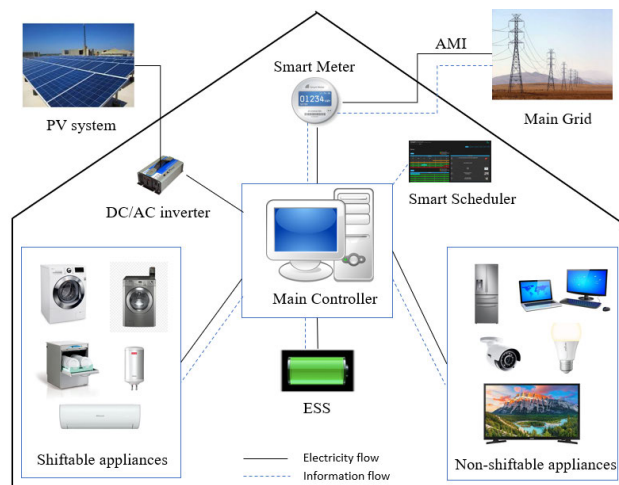 AMI
Smart Meter
01234
PV system
Main Grid
DC/AC inverter
Smart Scheduler
Main Controller
ESS
Shiftable appliances
Non-shiftable appliances
Electricity flow
Information flow